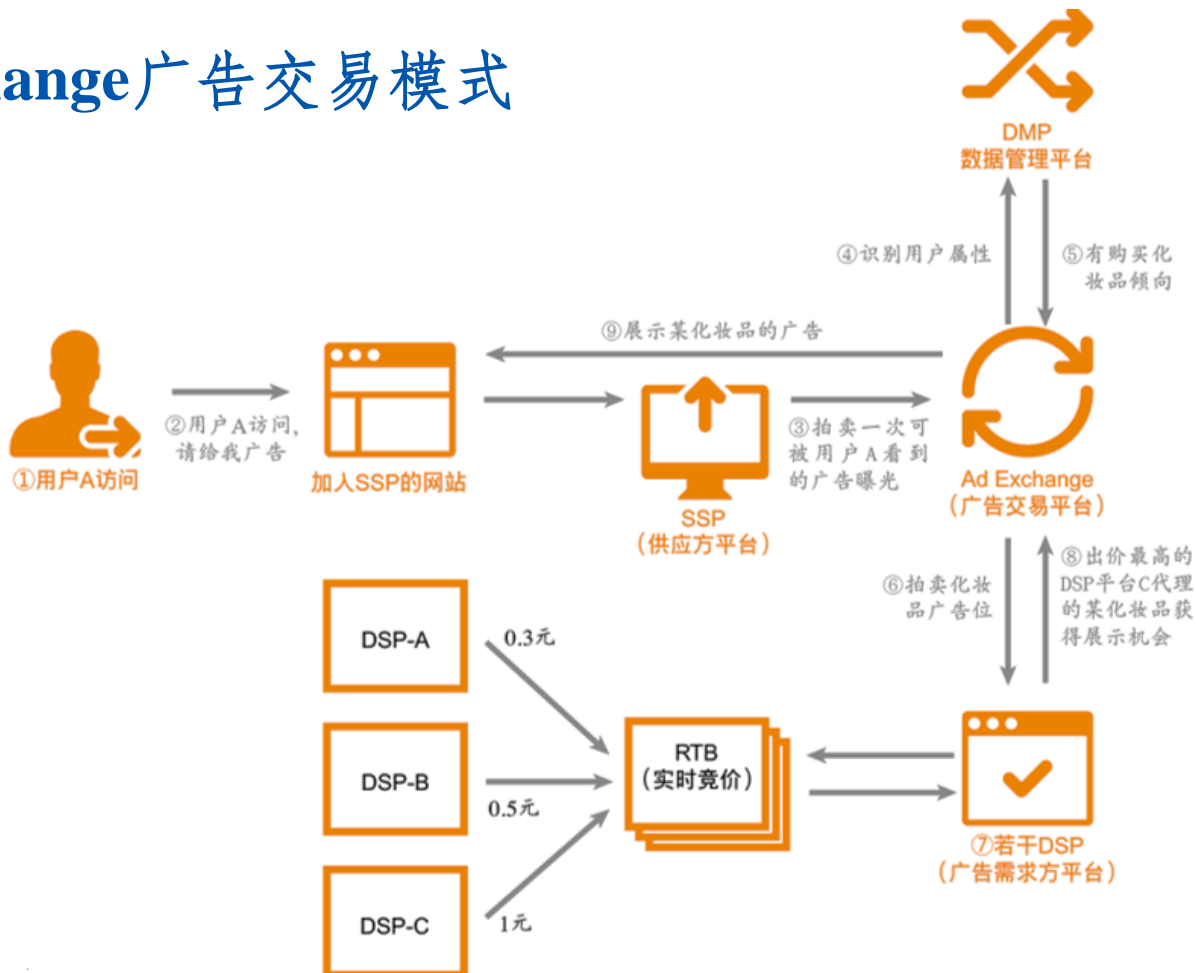 ange广告交易模式
DMP
数据管理平台
④识别用户属性
⑤有购买化
妆品倾向
⑨展示某化妆品的广告
②用户A访问,
请给我广告
①用户A访问
加入SSP的网站
③拍卖一次可
被用户A看到
的广告曝光
SSP
（供应方平台）
Ad Exchange
（广告交易平台）
⑥拍卖化妆
品广告位
⑧出价最高的
DSP平台C代理
的某化妆品获
得展示机会
DSP-A
0.3元
DSP-B
0.5元
DSP-C
1元
RTB
（实时竞价）
⑦若干DSP
（广告需求方平台）